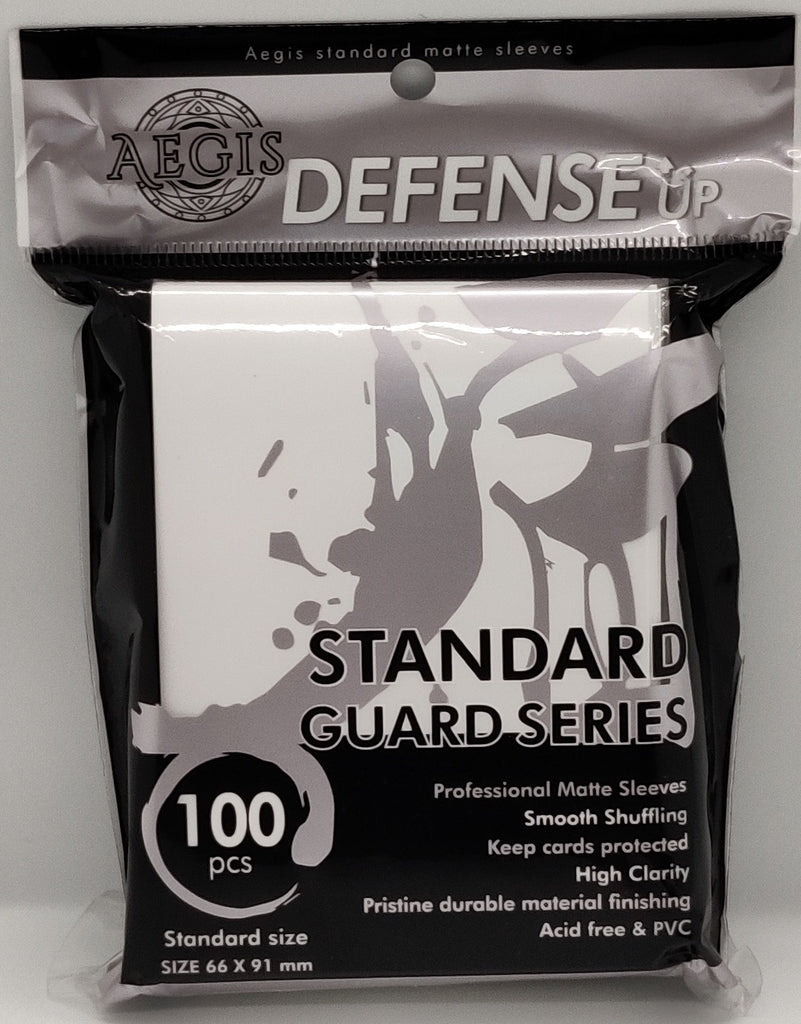 Aegis standard matte sleeves
AEGIS
DEFENSE UP
STANDARD
GUARD SERIES
100
pcs
Professional Matte Sleeves
Smooth Shuffling
Keep cards protected
High Clarity
Pristine durable material finishing
Acid free & PVC
Standard size
SIZE 66 X 91 mm